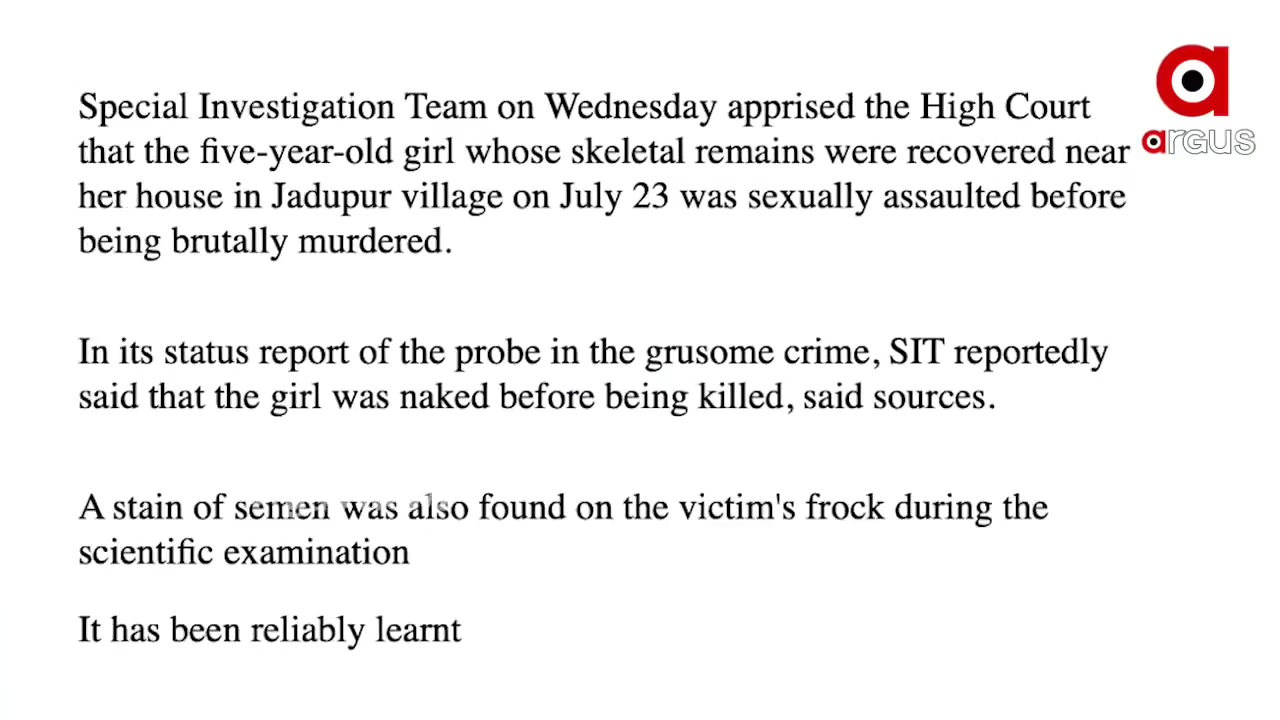 Special Investigation Team on Wednesday apprised the High Court
that the five-year-old girl whose skeletal remains were recovered near
her house in Jadupur village on July 23 was sexually assaulted before
being brutally murdered.
In its status report of the probe in the grusome crime, SIT reportedly
said that the girl was naked before being killed, said sources.
A stain of semen was also found on the victim's frock during the
scientific examination
It has been reliably learnt
argus